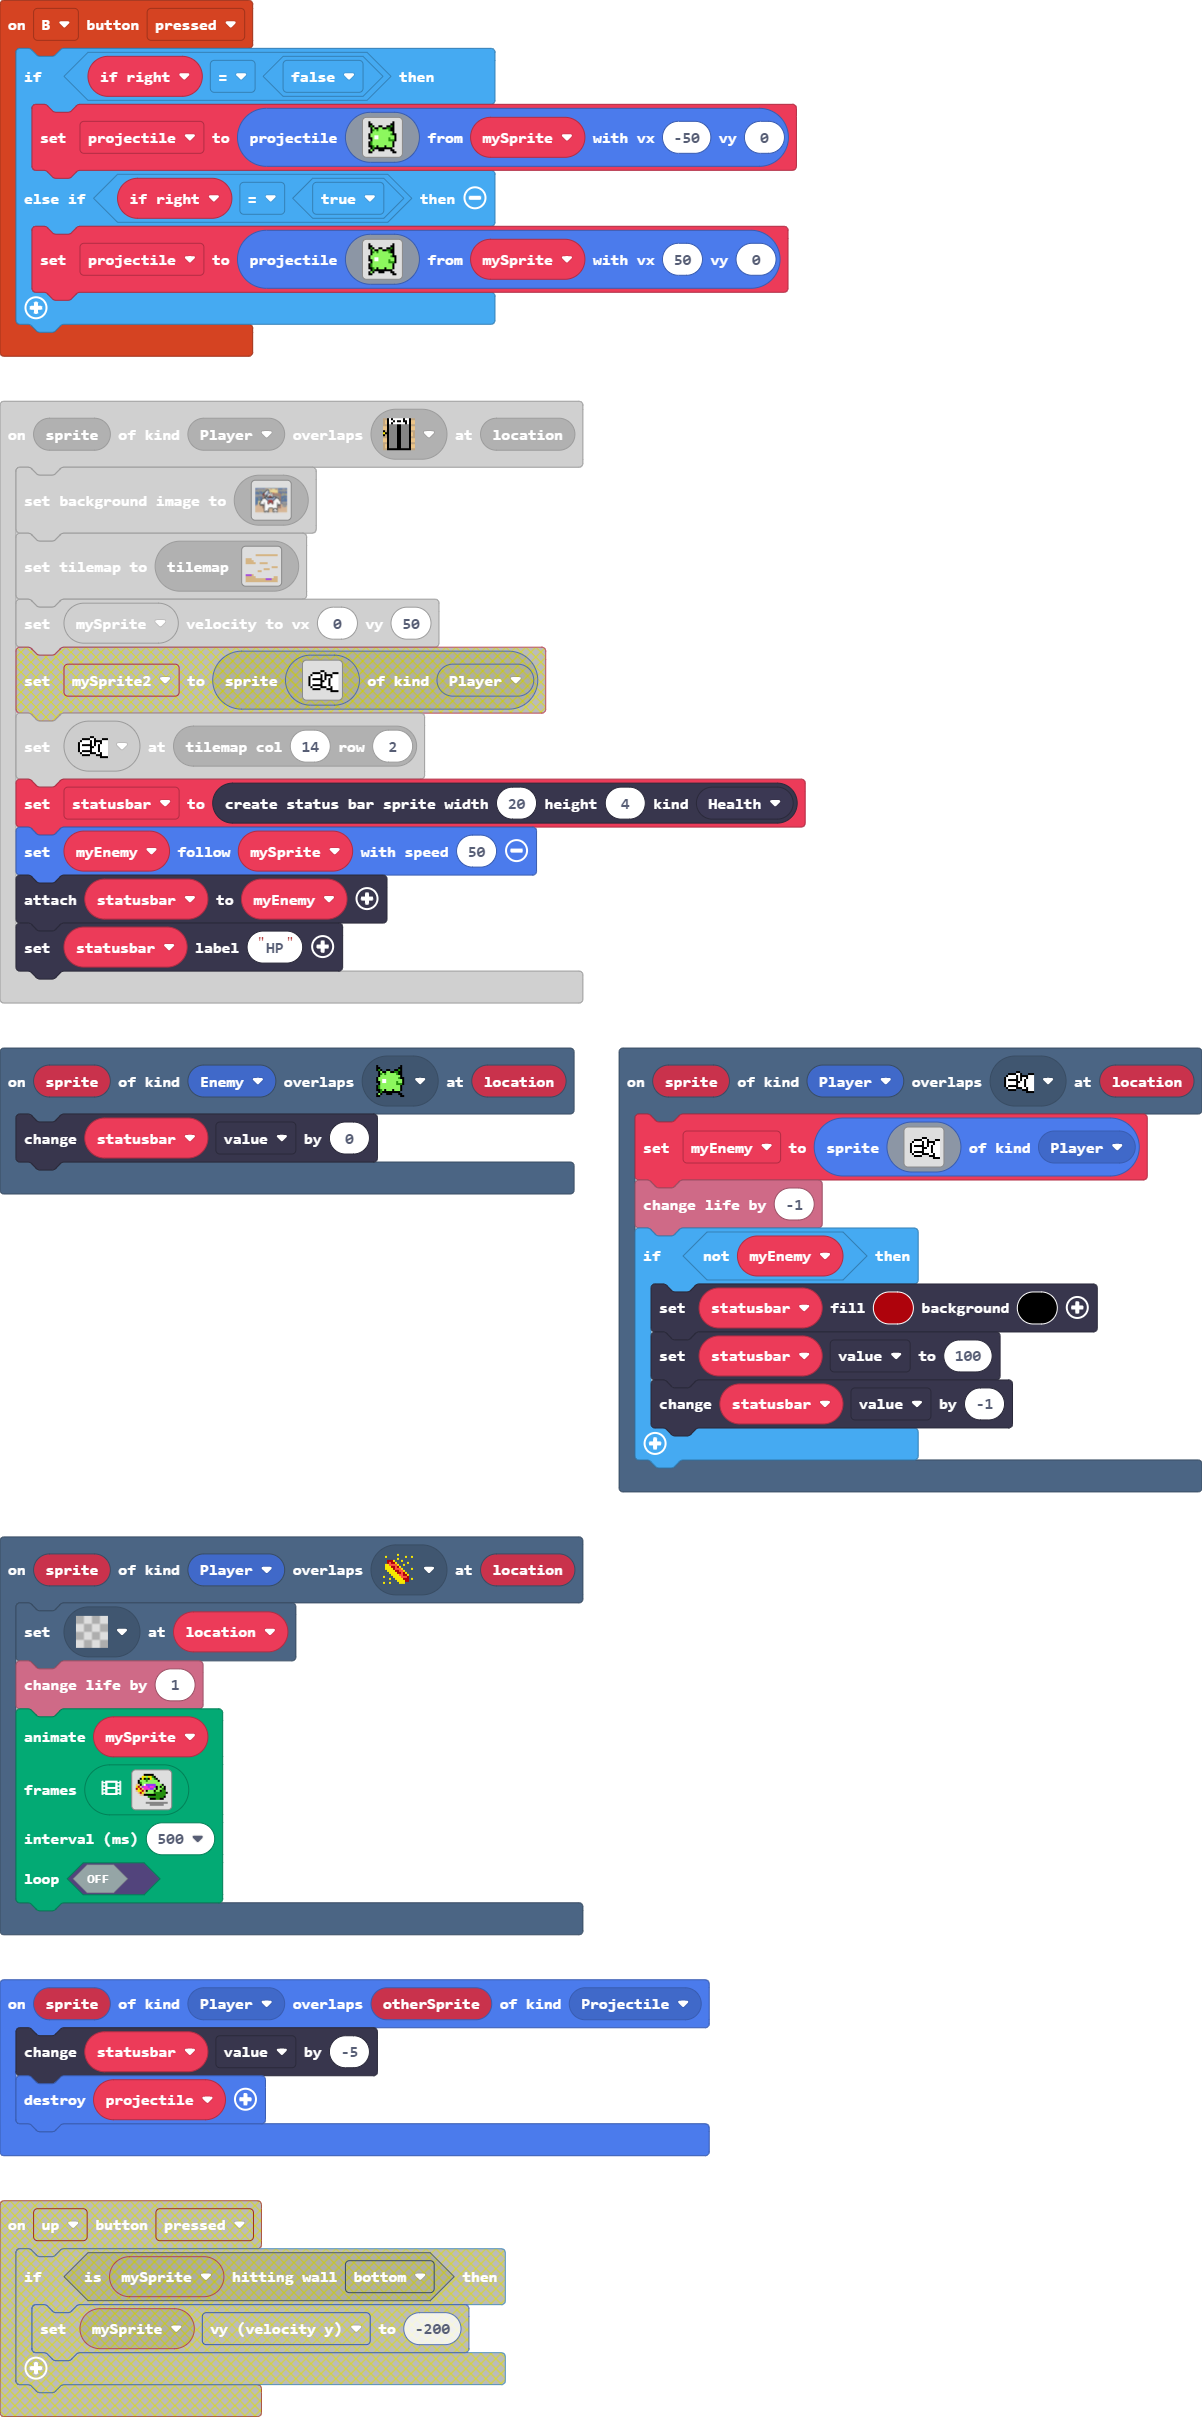 on B button pressed
if if right = false then
set projectile to projectile from mySprite with vx -50 vy 0
else if if right = true then
set projectile to projectile from mySprite with vx 50 vy 0
on sprite of kind Player overlaps at location
set background image to
set tilemap to tilemap
set mySprite velocity to vx 0 vy 50
set mySprite2 to sprite of kind Player
set at tilemap col 14 row 2
set statusbar to create status bar sprite width 20 height 4 kind Health
set myEnemy follow mySprite with speed 50
attach statusbar to myEnemy
set statusbar label "HP"
on sprite of kind Enemy overlaps at location
change statusbar value by 0
on sprite of kind Player overlaps at location
set myEnemy to sprite of kind Player
change life by -1
if not myEnemy then
set statusbar fill background
set statusbar value to 100
change statusbar value by -1
on sprite of kind Player overlaps at location
set at location
change life by 1
animate mySprite
frames
interval (ms) 500
loop OFF
on sprite of kind Player overlaps otherSprite of kind Projectile
change statusbar value by -5
destroy projectile
on up button pressed
if is mySprite hitting wall bottom then
set mySprite vy (velocity y) to -200